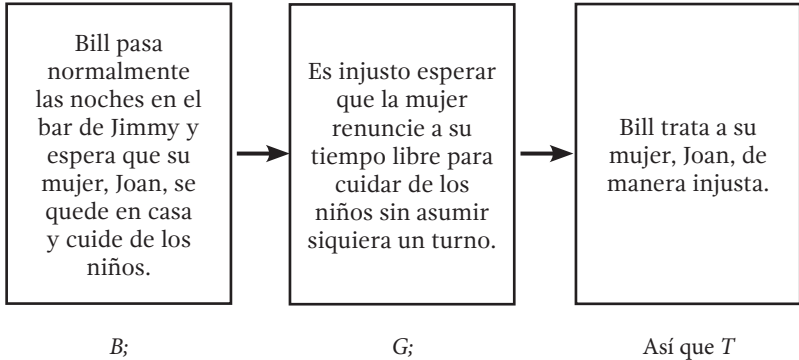 Bill pasa
normalmente
las noches en el
bar de Jimmy y
espera que su
mujer, Joan, se
quede en casa
y cuide de los
niños.
Es injusto esperar
que la mujer
renuncie a su
tiempo libre para
cuidar de los
niños sin asumir
siquiera un turno.
Bill trata a su
mujer, Joan, de
manera injusta.
B;
G;
Así que T